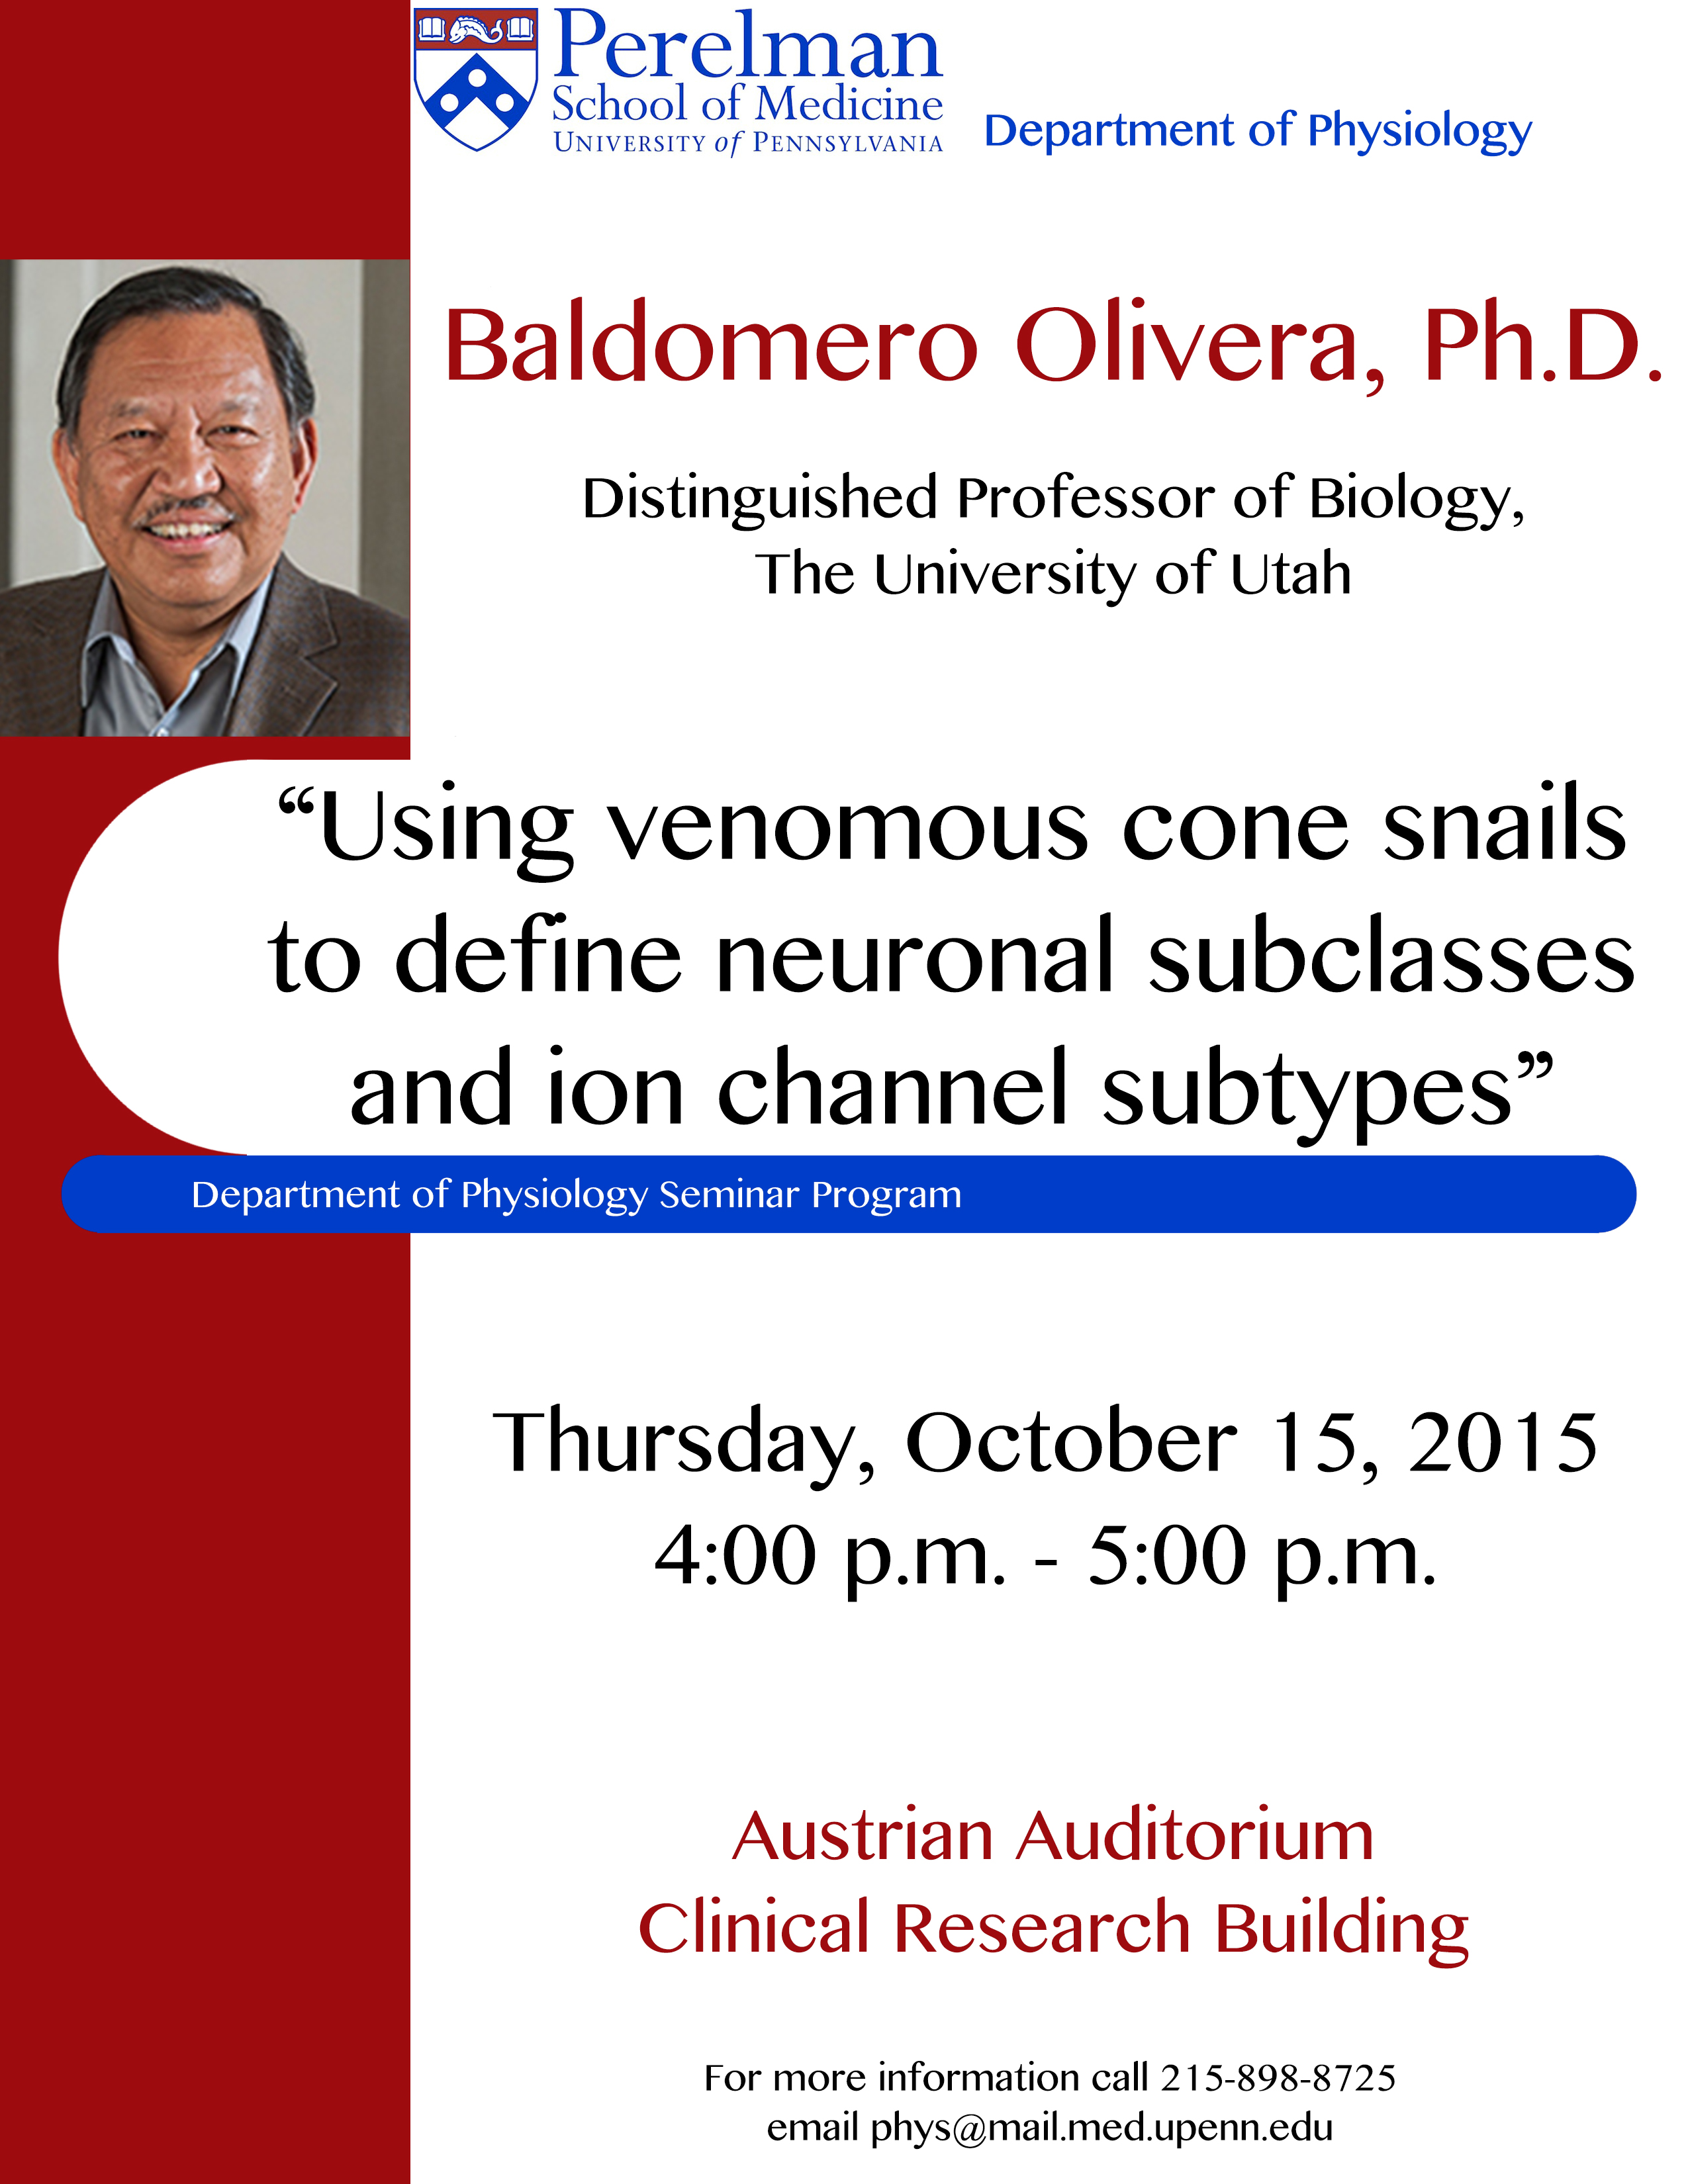 Perelman
School of Medicine
UNIVERSITY of PENNSYLVANIA
Department of Physiology
Baldomero Olivera, Ph.D.
Distinguished Professor of Biology,
The University of Utah
“Using venomous cone snails
to define neuronal subclasses
and ion channel subtypes”
Department of Physiology Seminar Program
Thursday, October 15, 2015
4:00 p.m. - 5:00 p.m.
Austrian Auditorium
Clinical Research Building
For more information call 215-898-8725
email phys@mail.med.upenn.edu